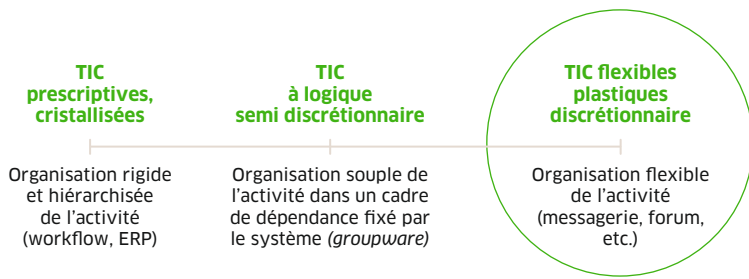 TIC
prescriptives,
cristallisées
Organisation rigide
et hiérarchisée
de l'activité
(workflow, ERP)
TIC
à logique
semi discrétionnaire
Organisation souple de
l'activité dans un cadre
de dépendance fixé par
le système (groupware)
TIC flexibles
plastiques
discrétionnaire
Organisation flexible
de l'activité
(messagerie, forum,
etc.)